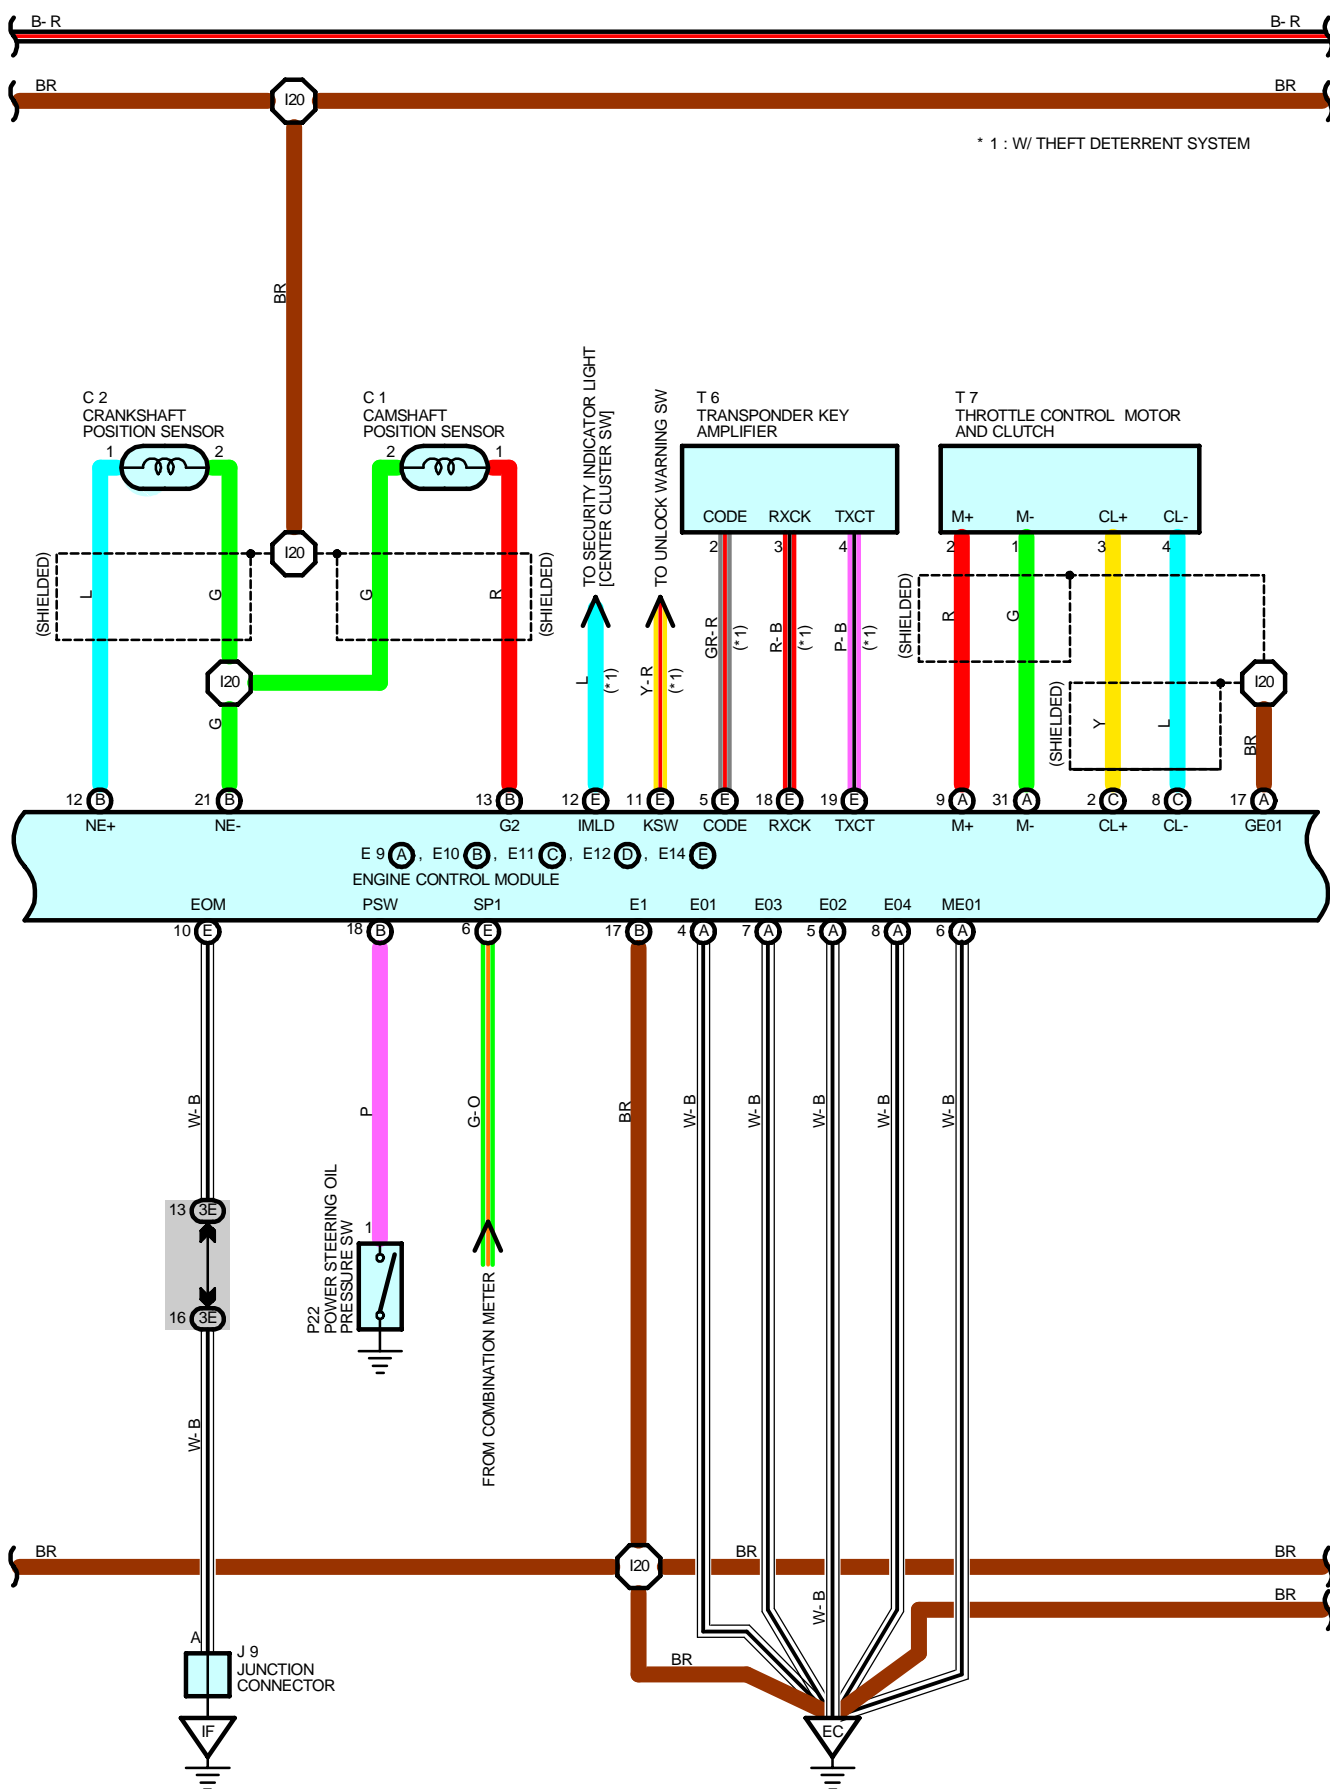 B- R B- R
BR I20 BR
* 1 : W/ THEFT DETERRENT SYSTEM
BR
C 2
CRANKSHAFT
POSITION SENSOR
1 2
C 1
CAMSHAFT
POSITION SENSOR
2 1
TO SECURITY INDICATOR LIGHT
[CENTER CLUSTER SW]
TO UNLOCK WARNING SW
T 6
TRANSPONDER KEY
AMPLIFIER
CODE RXCK TXCT
2 3 4
T 7
THROTTLE CONTROL MOTOR
AND CLUTCH
M+ M- CL+ CL-
2 1 3 4
I20
(SHIELDED) L G G R (SHIELDED)
L (*1)
Y- R (*1)
GR- R (*1)
R- B (*1)
P- B (*1)
(SHIELDED) R G
I20 I20
G
(SHIELDED) Y L BR
12 B 21 B 13 B 12 E 11 E 5 E 18 E 19 E 9 A 31 A 2 C 8 C 17 A
NE+ NE- G2 IMLD KSW CODE RXCK TXCT M+ M- CL+ CL- GE01
E 9 A , E10 B , E11 C , E12 D , E14 E
ENGINE CONTROL MODULE
EOM PSW SP1 E1 E01 E03 E02 E04 ME01
10 E 18 B 6 E 17 B 4 A 7 A 5 A 8 A 6 A
W- B P G- O BR W- B W- B W- B W- B W- B
13 3E
16 3E
1
P22
POWER STEERING OIL
PRESSURE SW
FROM COMBINATION METER
W- B
BR I20 BR BR
W- B BR
A
J 9
JUNCTION
CONNECTOR
BR
IF EC